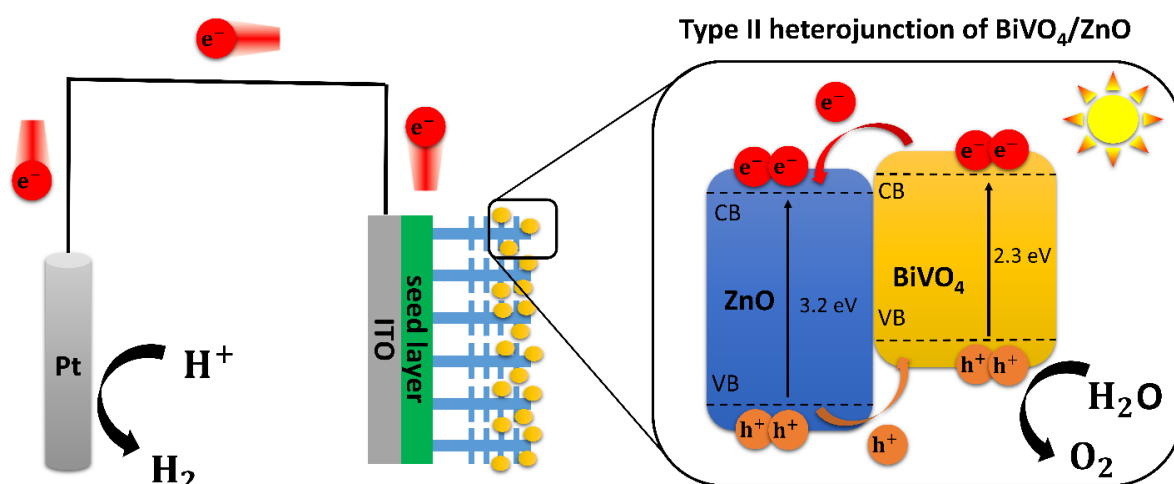 Type II heterojunction of BiVO₄/ZnO
e⁻
e⁻
e⁻
Pt
H⁺
H₂
ITO
seed layer
e⁻
e⁻ e⁻
e⁻ e⁻
CB
CB
ZnO
3.2 eV
BiVO₄
2.3 eV
VB
VB
h⁺ h⁺
h⁺ h⁺
h⁺
H₂O
O₂